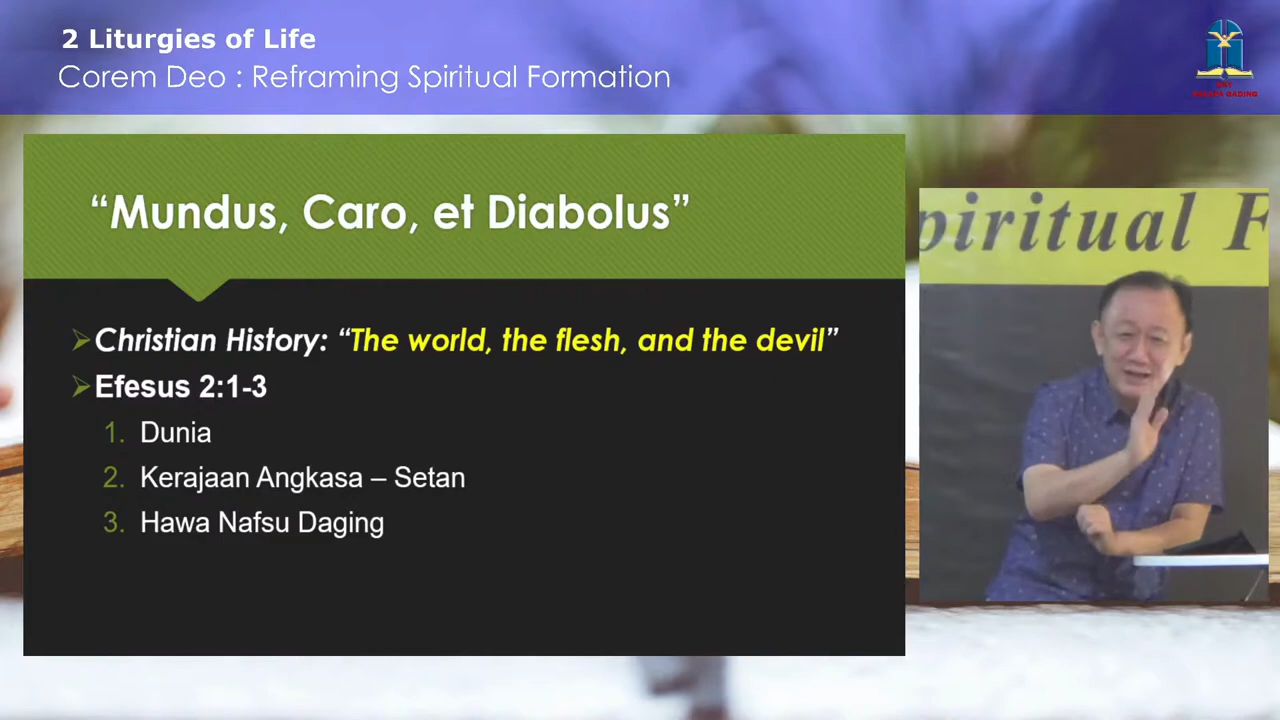 2 Liturgies of Life
Corem Deo : Reframing Spiritual Formation
“Mundus, Caro, et Diabolus”
Christian History: “The world, the flesh, and the devil”
Efesus 2:1-3
1. Dunia
2. Kerajaan Angkasa – Setan
3. Hawa Nafsu Daging
piritual F
GADING